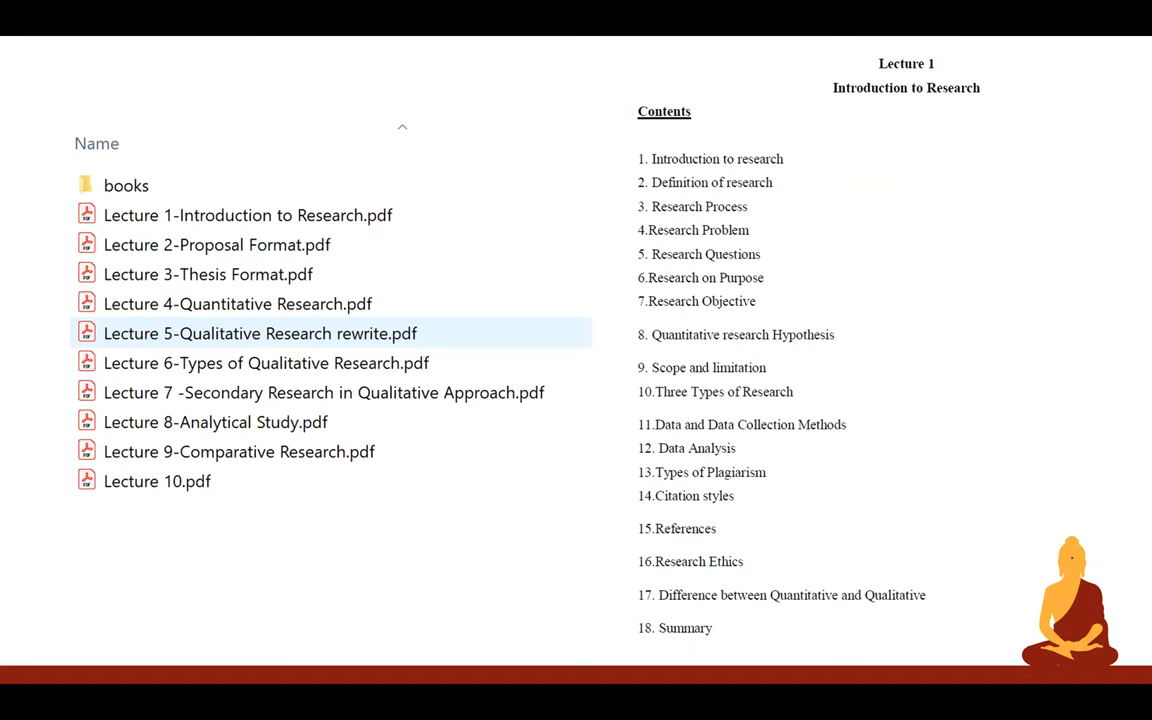 Name
books
Lecture 1-Introduction to Research.pdf
Lecture 2-Proposal Format.pdf
Lecture 3-Thesis Format.pdf
Lecture 4-Quantitative Research.pdf
Lecture 5-Qualitative Research rewrite.pdf
Lecture 6-Types of Qualitative Research.pdf
Lecture 7 -Secondary Research in Qualitative Approach.pdf
Lecture 8-Analytical Study.pdf
Lecture 9-Comparative Research.pdf
Lecture 10.pdf
Lecture 1
Introduction to Research
Contents
1. Introduction to research
2. Definition of research
3. Research Process
4.Research Problem
5. Research Questions
6.Research on Purpose
7.Research Objective
8. Quantitative research Hypothesis
9. Scope and limitation
10.Three Types of Research
11.Data and Data Collection Methods
12. Data Analysis
13.Types of Plagiarism
14.Citation styles
15.References
16.Research Ethics
17. Difference between Quantitative and Qualitative
18. Summary